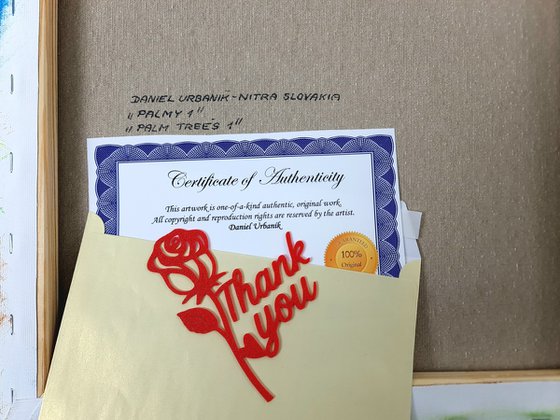 DANIEL URBANIK - NITRA SLOVAKIA
"PALMY 1"
"PALM TREES 1"
Certificate of Authenticity
This artwork is one-of-a-kind authentic, original work
All copyright and reproduction rights are reserved by the artist.
Daniel Urbanik
GUARANTEED
100%
Original
Thank
you